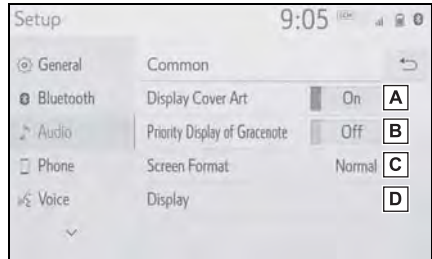 Setup 9:05
General Common
Bluetooth Display Cover Art On A
Audio Priority Display of Gracenote Off B
Phone Screen Format Normal C
Voice Display D